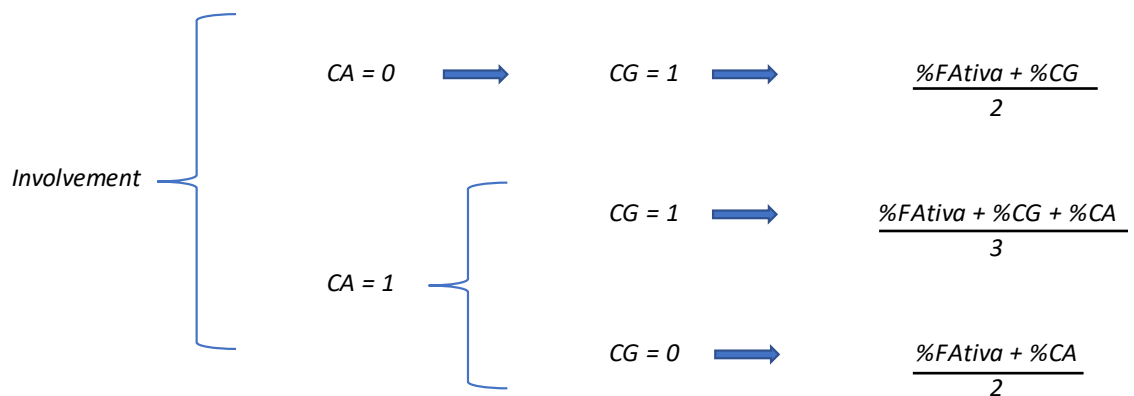 CA = 0 CG = 1 %FAtiva + %CG
2
Involvement
CG = 1 %FAtiva + %CG + %CA
3
CA = 1
CG = 0 %FAtiva + %CA
2